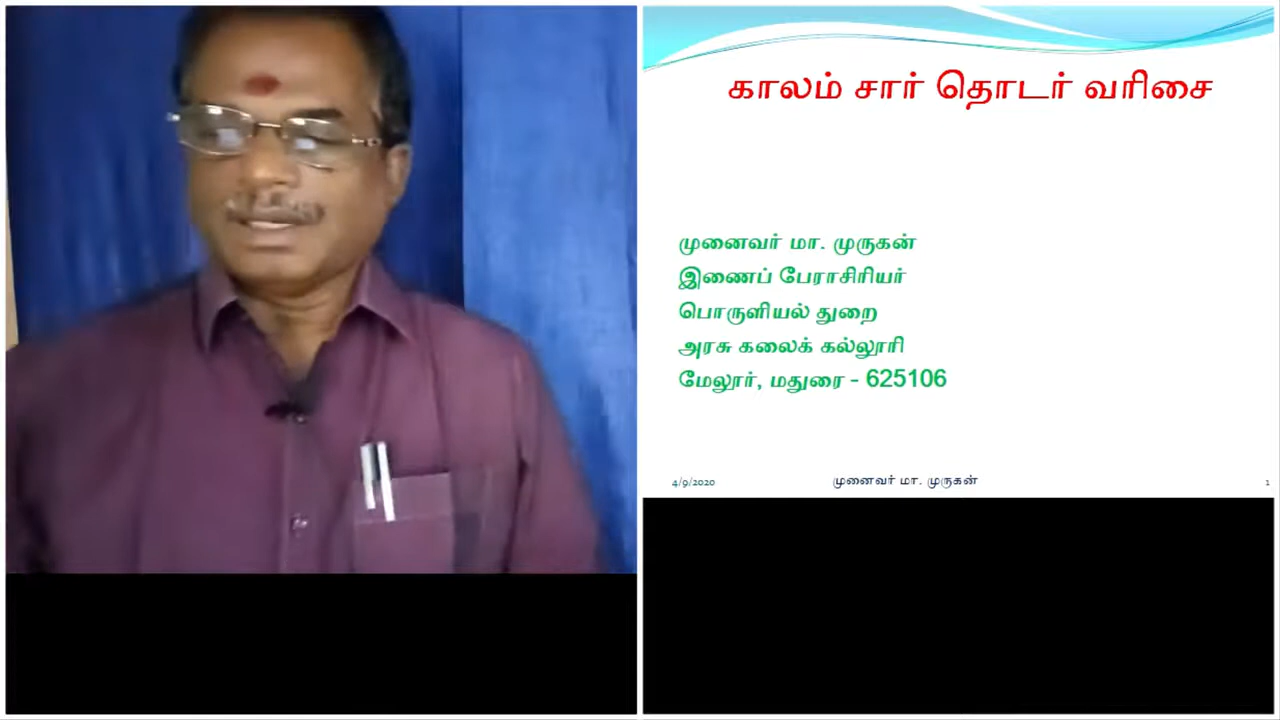 காலம் சார் தொடர் வரிசை
முனைவர் மா. முருகன்
இணைப் பேராசிரியர்
பொருளியல் துறை
அரசு கலைக் கல்லூரி
மேலூர், மதுரை - 625106
4/9/2020 முனைவர் மா. முருகன் 1